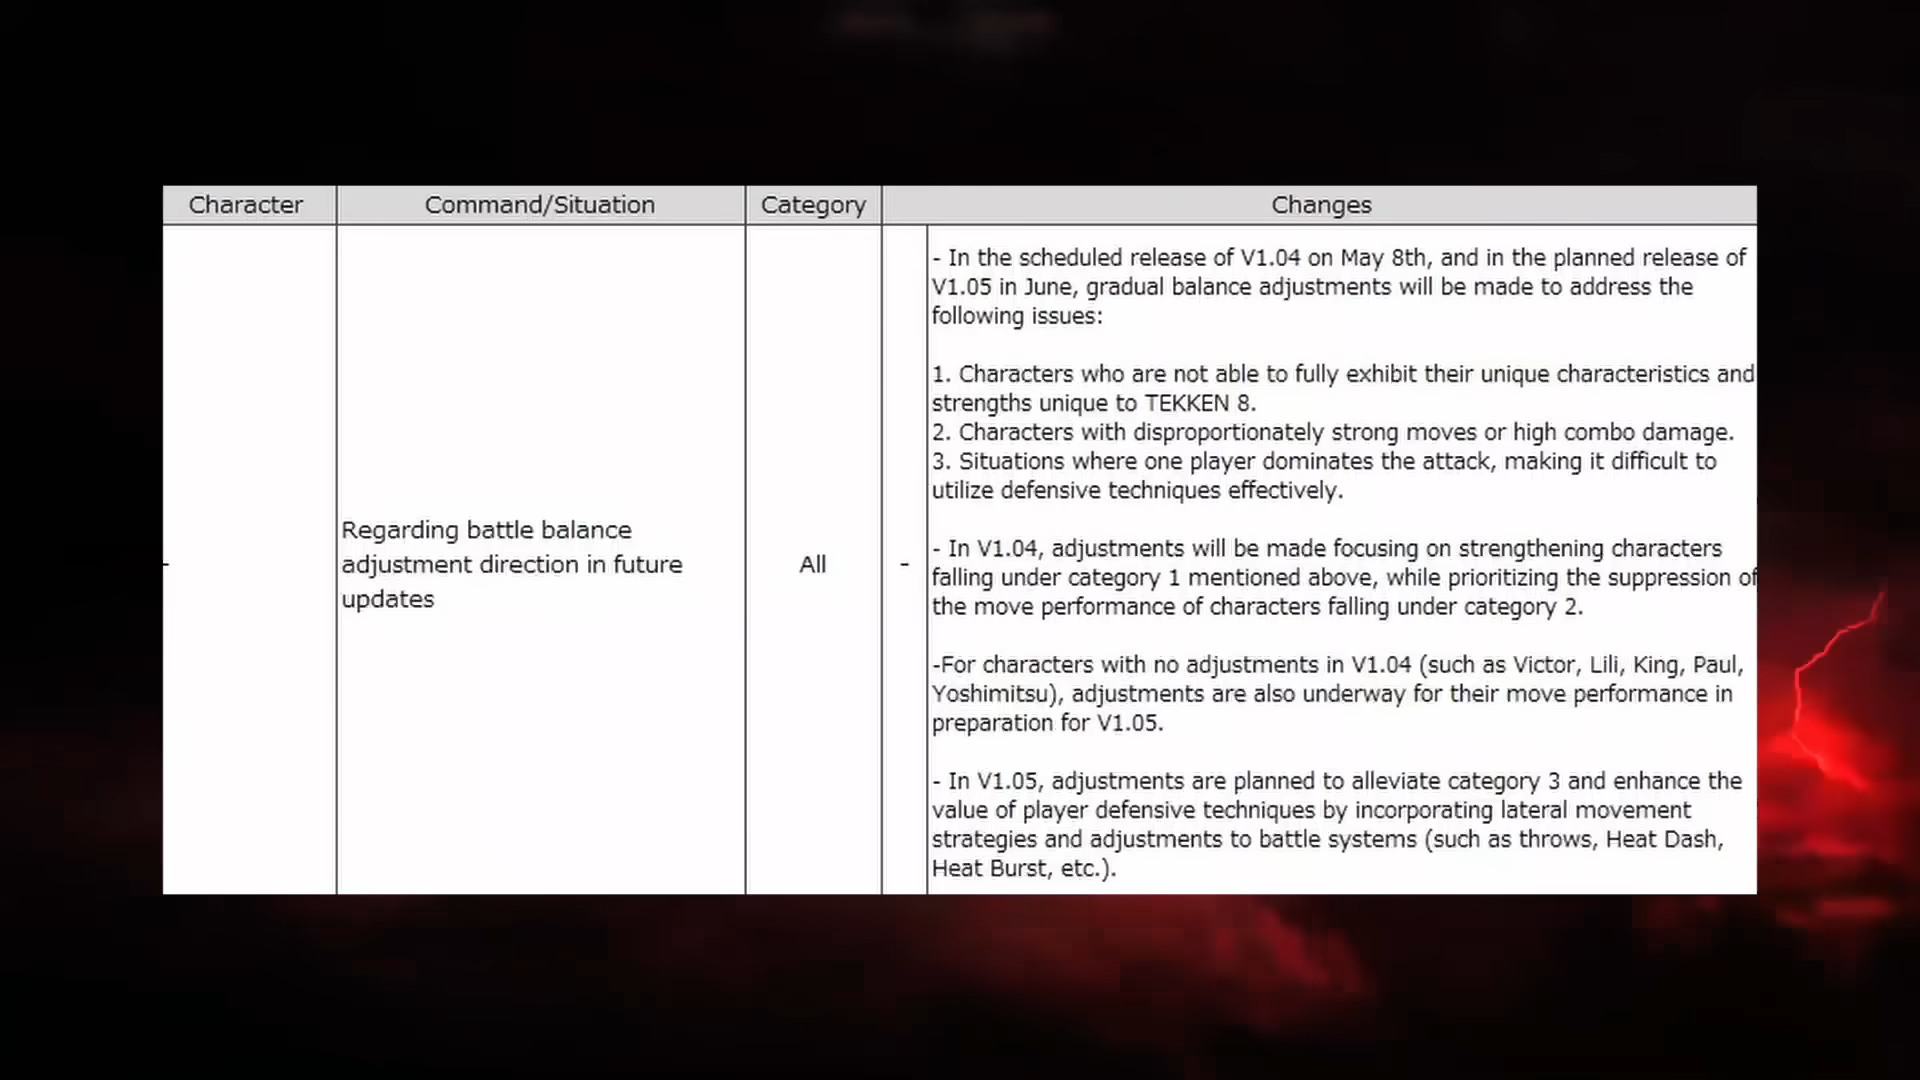 Character Command/Situation Category Changes
- In the scheduled release of V1.04 on May 8th, and in the planned release of
V1.05 in June, gradual balance adjustments will be made to address the
following issues:
1. Characters who are not able to fully exhibit their unique characteristics and
strengths unique to TEKKEN 8.
2. Characters with disproportionately strong moves or high combo damage.
3. Situations where one player dominates the attack, making it difficult to
utilize defensive techniques effectively.
- Regarding battle balance
adjustment direction in future
updates
All
-
- In V1.04, adjustments will be made focusing on strengthening characters
falling under category 1 mentioned above, while prioritizing the suppression of
the move performance of characters falling under category 2.
-For characters with no adjustments in V1.04 (such as Victor, Lili, King, Paul,
Yoshimitsu), adjustments are also underway for their move performance in
preparation for V1.05.
- In V1.05, adjustments are planned to alleviate category 3 and enhance the
value of player defensive techniques by incorporating lateral movement
strategies and adjustments to battle systems (such as throws, Heat Dash,
Heat Burst, etc.).